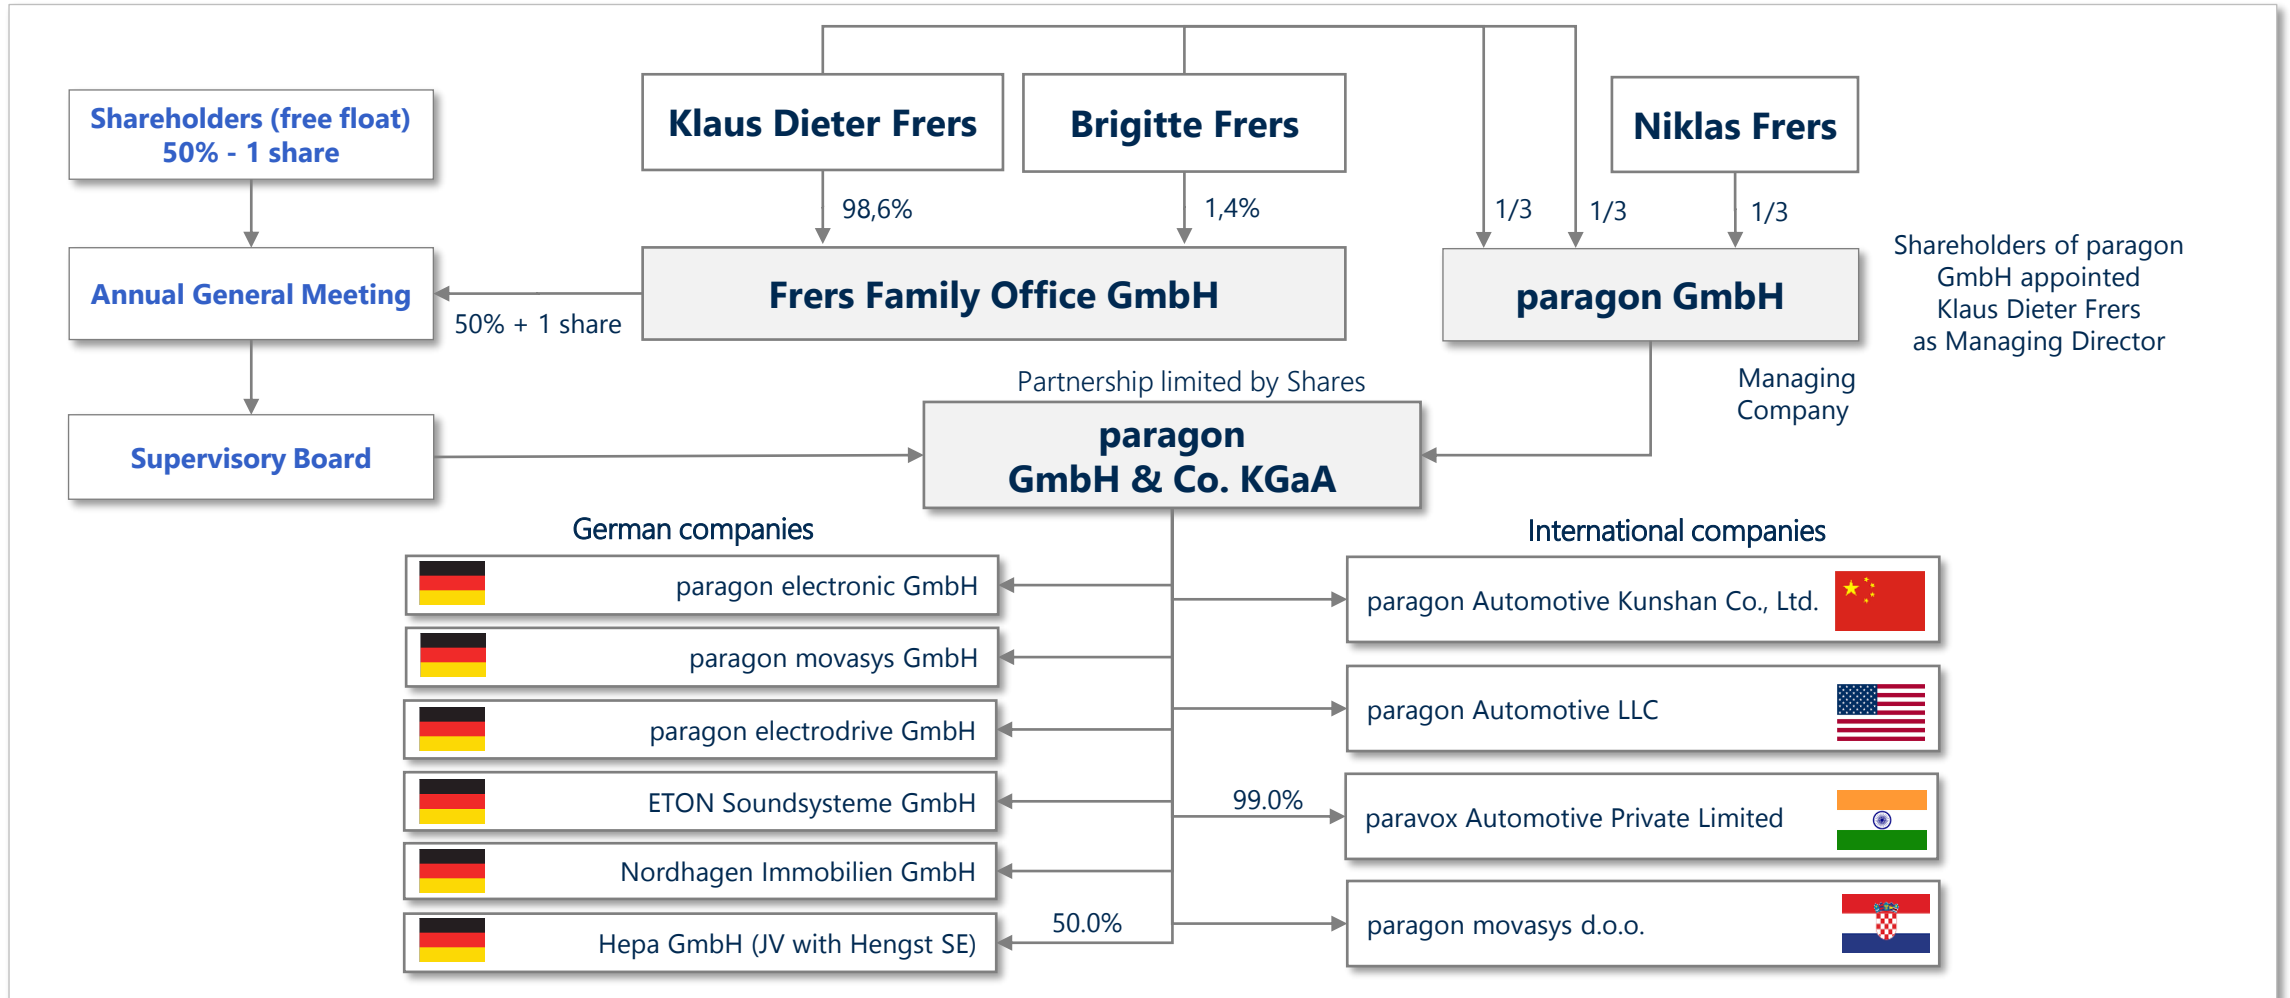 Shareholders (free float)
50% - 1 share
Klaus Dieter Frers
Brigitte Frers
Niklas Frers
98,6%
1,4%
1/3
1/3
1/3
Annual General Meeting
50% + 1 share
Frers Family Office GmbH
paragon GmbH
Shareholders of paragon
GmbH appointed
Klaus Dieter Frers
as Managing Director
Partnership limited by Shares
Managing
Company
Supervisory Board
paragon
GmbH & Co. KGaA
German companies
paragon electronic GmbH
paragon movasys GmbH
paragon electrodrive GmbH
ETON Soundsysteme GmbH
Nordhagen Immobilien GmbH
50.0%
Hepa GmbH (JV with Hengst SE)
International companies
paragon Automotive Kunshan Co., Ltd.
paragon Automotive LLC
99.0%
paravox Automotive Private Limited
paragon movasys d.o.o.